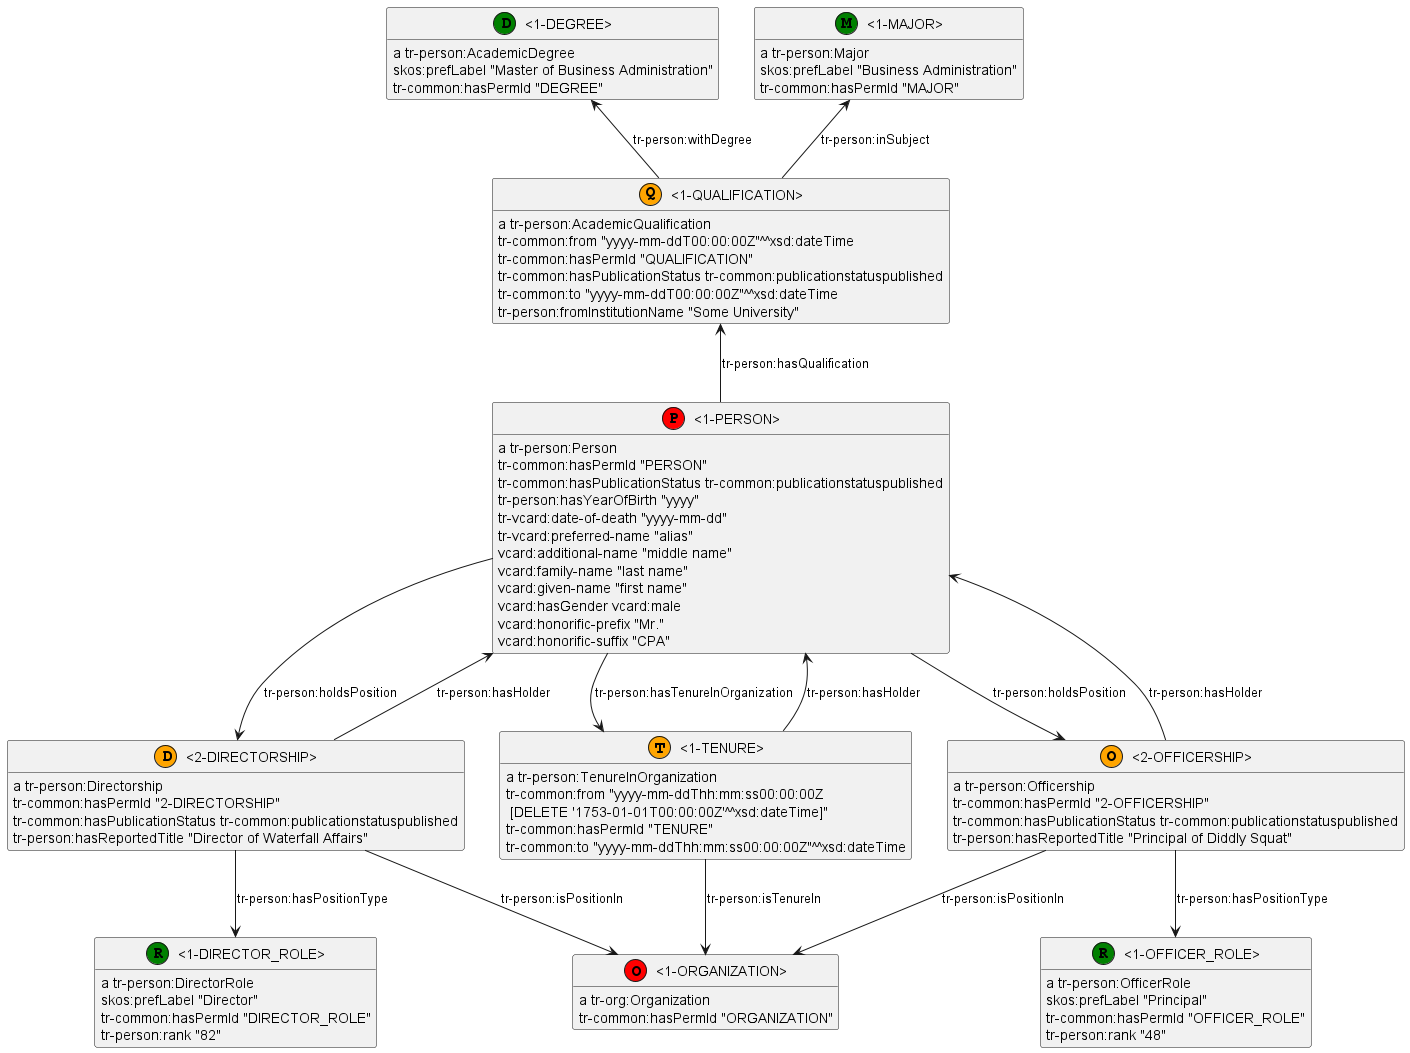 D <1-DEGREE>
a tr-person:AcademicDegree
skos:prefLabel "Master of Business Administration"
tr-common:hasPermId "DEGREE"
M <1-MAJOR>
a tr-person:Major
skos:prefLabel "Business Administration"
tr-common:hasPermId "MAJOR"
tr-person:withDegree
tr-person:inSubject
Q <1-QUALIFICATION>
a tr-person:AcademicQualification
tr-common:from "yyyy-mm-ddT00:00:00Z"^^xsd:dateTime
tr-common:hasPermId "QUALIFICATION"
tr-common:hasPublicationStatus tr-common:publicationstatuspublished
tr-common:to "yyyy-mm-ddT00:00:00Z"^^xsd:dateTime
tr-person:fromInstitutionName "Some University"
tr-person:hasQualification
P <1-PERSON>
a tr-person:Person
tr-common:hasPermId "PERSON"
tr-common:hasPublicationStatus tr-common:publicationstatuspublished
tr-person:hasYearOfBirth "yyyy"
tr-vcard:date-of-death "yyyy-mm-dd"
tr-vcard:preferred-name "alias"
vcard:additional-name "middle name"
vcard:family-name "last name"
vcard:given-name "first name"
vcard:hasGender vcard:male
vcard:honorific-prefix "Mr."
vcard:honorific-suffix "CPA"
tr-person:holdsPosition
tr-person:hasHolder
tr-person:hasTenureInOrganization
tr-person:hasHolder
tr-person:holdsPosition
tr-person:hasHolder
D <2-DIRECTORSHIP>
a tr-person:Directorship
tr-common:hasPermId "2-DIRECTORSHIP"
tr-common:hasPublicationStatus tr-common:publicationstatuspublished
tr-person:hasReportedTitle "Director of Waterfall Affairs"
T <1-TENURE>
a tr-person:TenureInOrganization
tr-common:from "yyyy-mm-ddThh:mm:ss00:00:00Z
[DELETE '1753-01-01T00:00:00Z'^^xsd:dateTime]"
tr-common:hasPermId "TENURE"
tr-common:to "yyyy-mm-ddThh:mm:ss00:00:00Z"^^xsd:dateTime
O <2-OFFICERSHIP>
a tr-person:Officership
tr-common:hasPermId "2-OFFICERSHIP"
tr-common:hasPublicationStatus tr-common:publicationstatuspublished
tr-person:hasReportedTitle "Principal of Diddly Squat"
tr-person:hasPositionType
tr-person:isPositionIn
tr-person:isTenureIn
tr-person:isPositionIn
tr-person:hasPositionType
R <1-DIRECTOR_ROLE>
a tr-person:DirectorRole
skos:prefLabel "Director"
tr-common:hasPermId "DIRECTOR_ROLE"
tr-person:rank "82"
O <1-ORGANIZATION>
a tr-org:Organization
tr-common:hasPermId "ORGANIZATION"
R <1-OFFICER_ROLE>
a tr-person:OfficerRole
skos:prefLabel "Principal"
tr-common:hasPermId "OFFICER_ROLE"
tr-person:rank "48"